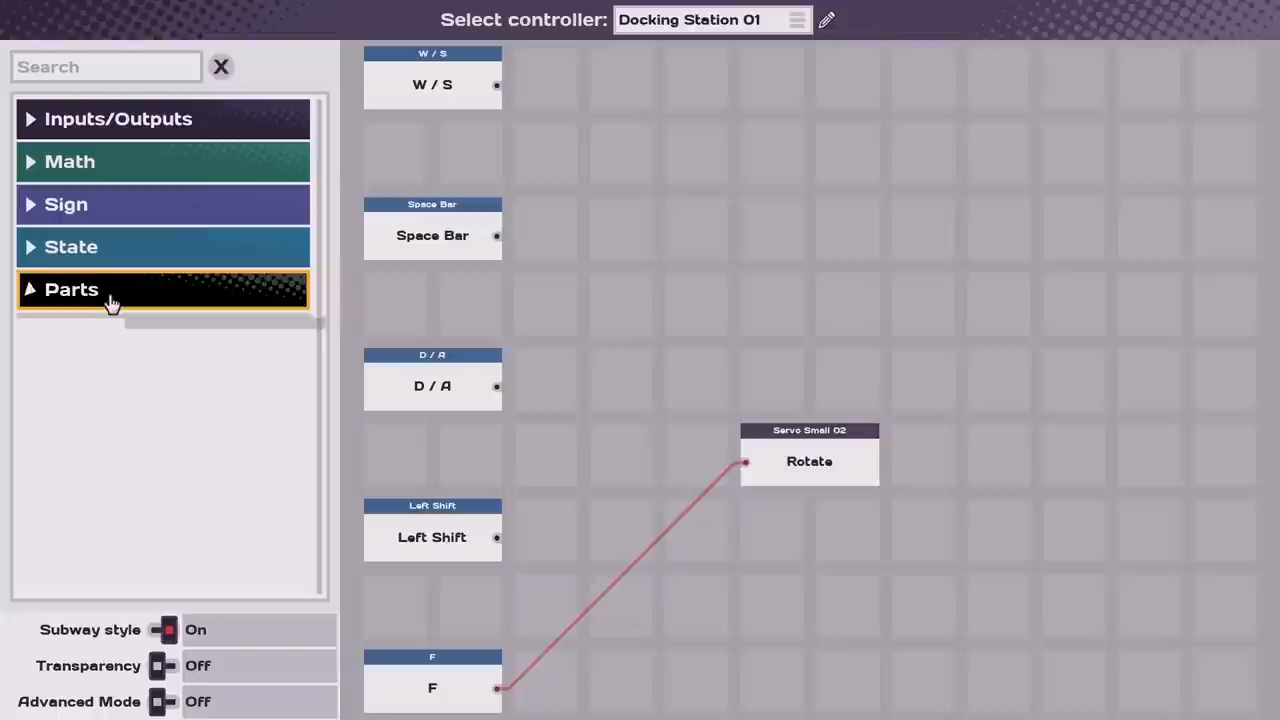 Select controller: Docking Station 01
Search X
Inputs/Outputs
Math
Sign
State
Parts
W / S
W / S
Space Bar
Space Bar
D / A
D / A
Servo Small 02
Rotate
Left Shift
Left Shift
F
F
Subway style On
Transparency Off
Advanced Mode Off